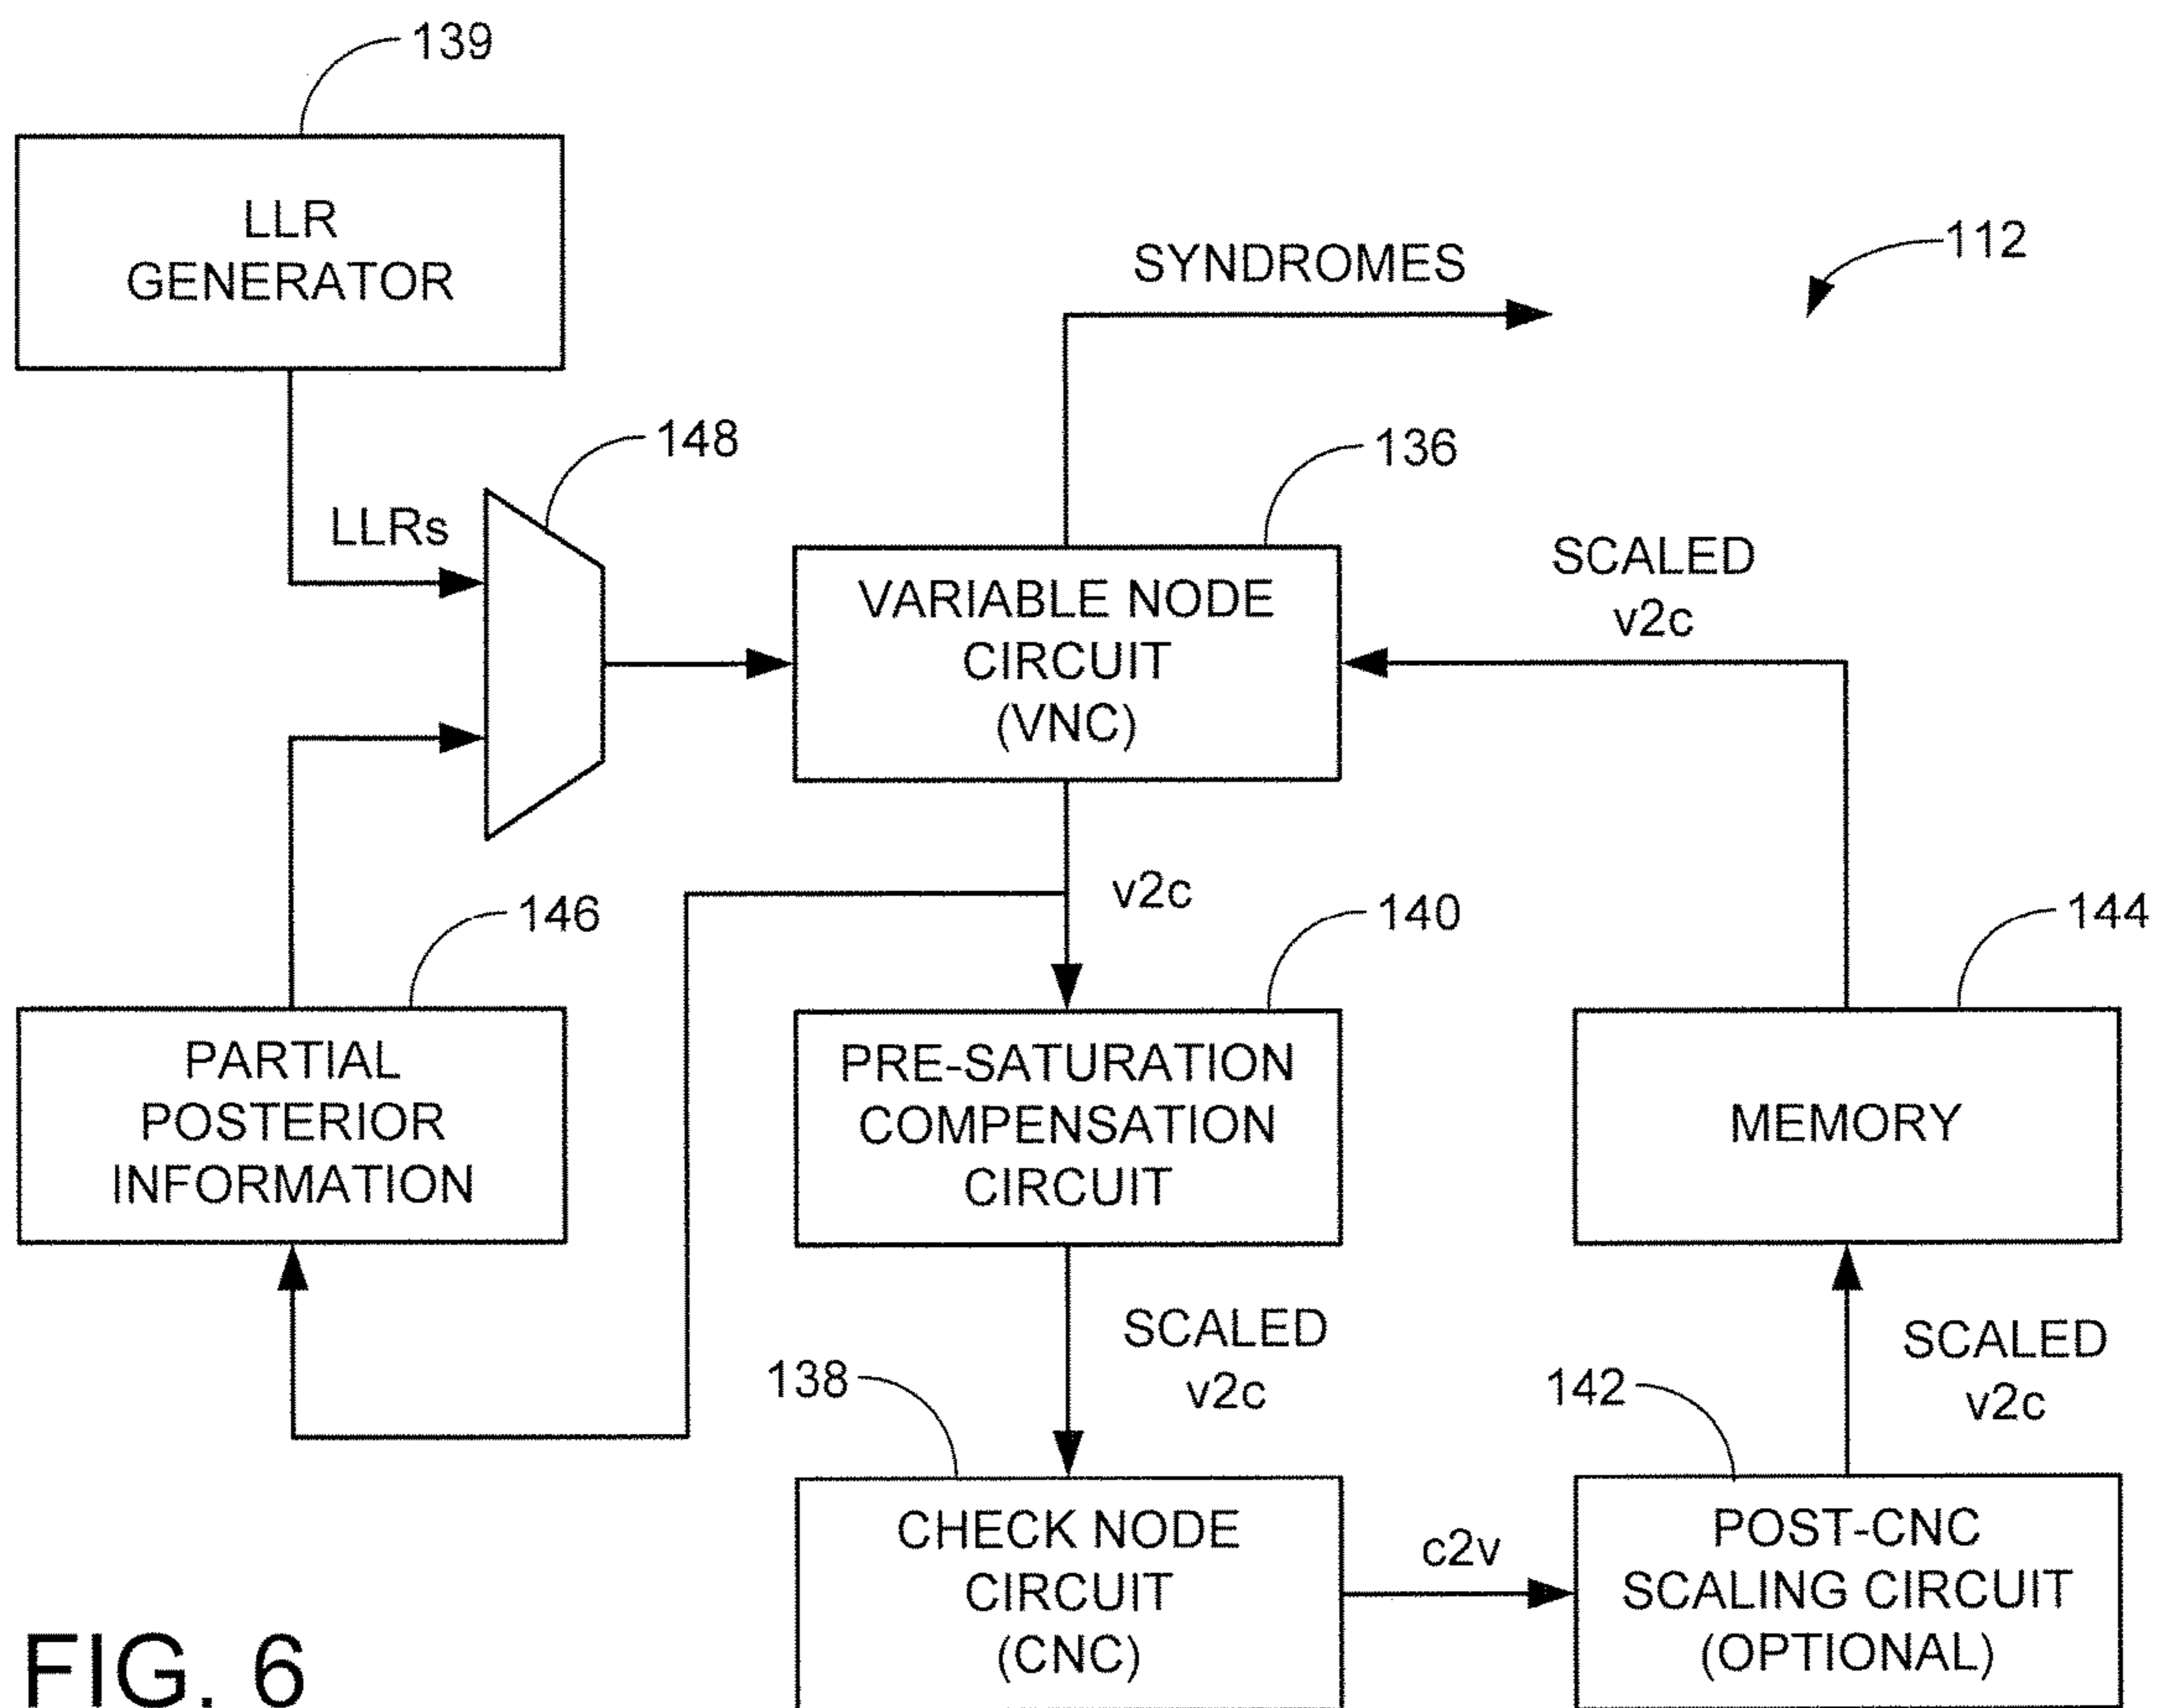 139
LLR
GENERATOR
SYNDROMES
112
148
136
LLRs
SCALED
v2c
VARIABLE NODE
CIRCUIT
(VNC)
v2c
146
140
144
PARTIAL
POSTERIOR
INFORMATION
PRE-SATURATION
COMPENSATION
CIRCUIT
MEMORY
SCALED
v2c
SCALED
v2c
138
142
CHECK NODE
CIRCUIT
(CNC)
c2v
POST-CNC
SCALING CIRCUIT
(OPTIONAL)
FIG. 6